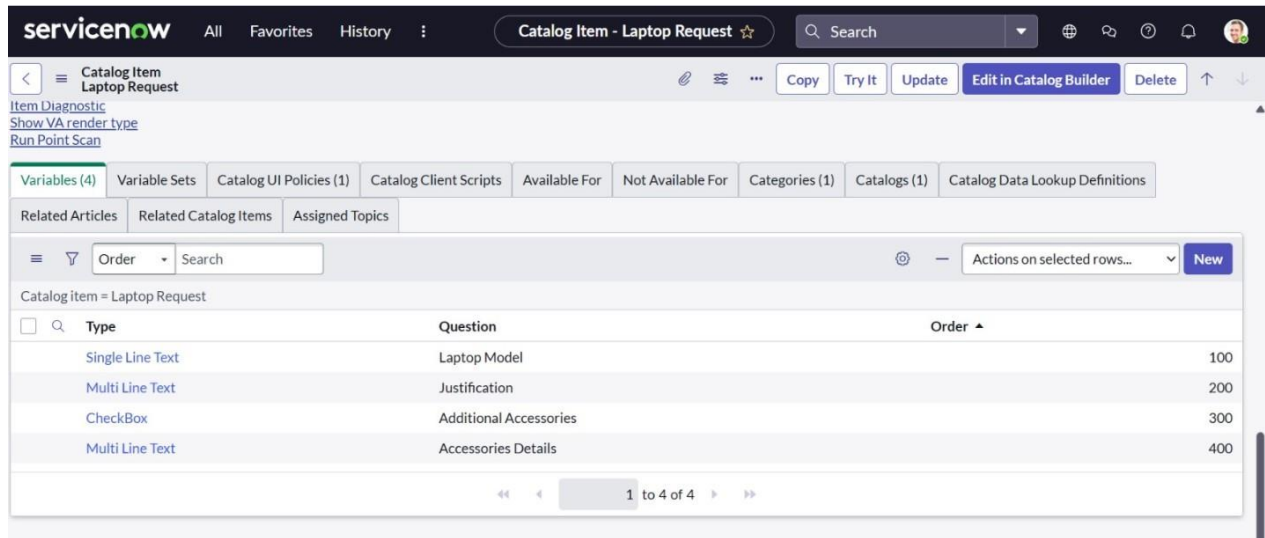 servicenow All Favorites History Catalog Item - Laptop Request Search
Catalog Item
Laptop Request
Copy Try It Update Edit in Catalog Builder Delete
Item Diagnostic
Show VA render type
Run Point Scan
Variables (4) Variable Sets Catalog UI Policies (1) Catalog Client Scripts Available For Not Available For Categories (1) Catalogs (1) Catalog Data Lookup Definitions
Related Articles Related Catalog Items Assigned Topics
Order Search Actions on selected rows... New
Catalog item = Laptop Request
Type Question Order
Single Line Text Laptop Model 100
Multi Line Text Justification 200
CheckBox Additional Accessories 300
Multi Line Text Accessories Details 400
1 to 4 of 4